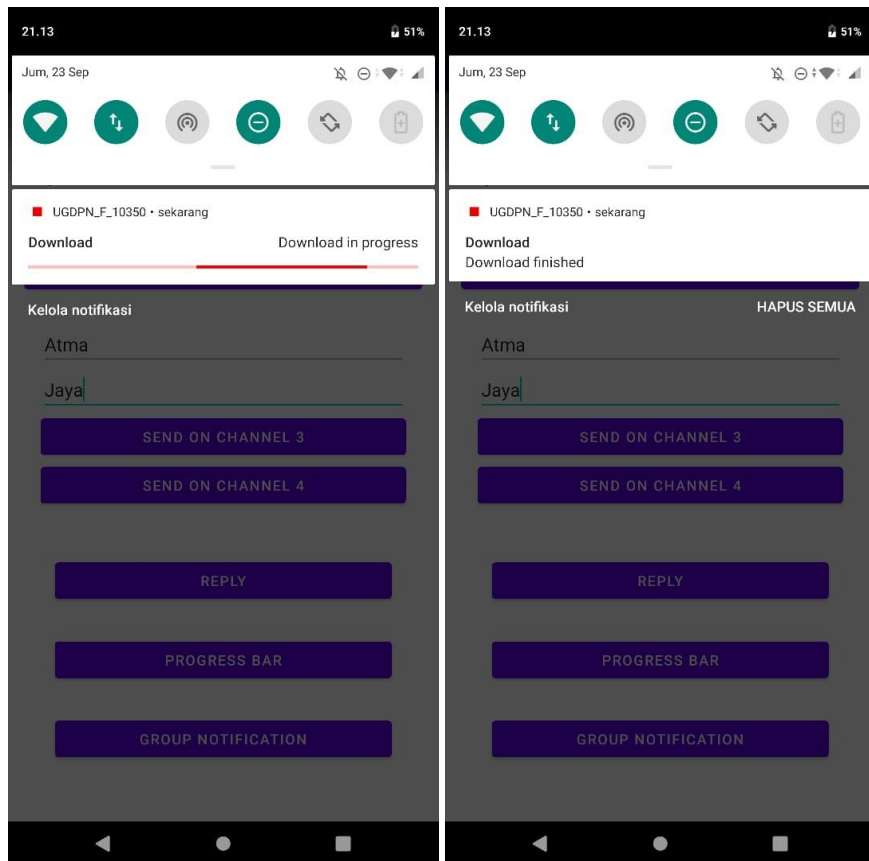 21.13
51%
Jum, 23 Sep
UGDPN_F_10350 • sekarang
Download
Download in progress
Kelola notifikasi
Atma
Jaya
SEND ON CHANNEL 3
SEND ON CHANNEL 4
REPLY
PROGRESS BAR
GROUP NOTIFICATION
21.13
51%
Jum, 23 Sep
UGDPN_F_10350 • sekarang
Download
Download finished
Kelola notifikasi
HAPUS SEMUA
Atma
Jaya
SEND ON CHANNEL 3
SEND ON CHANNEL 4
REPLY
PROGRESS BAR
GROUP NOTIFICATION